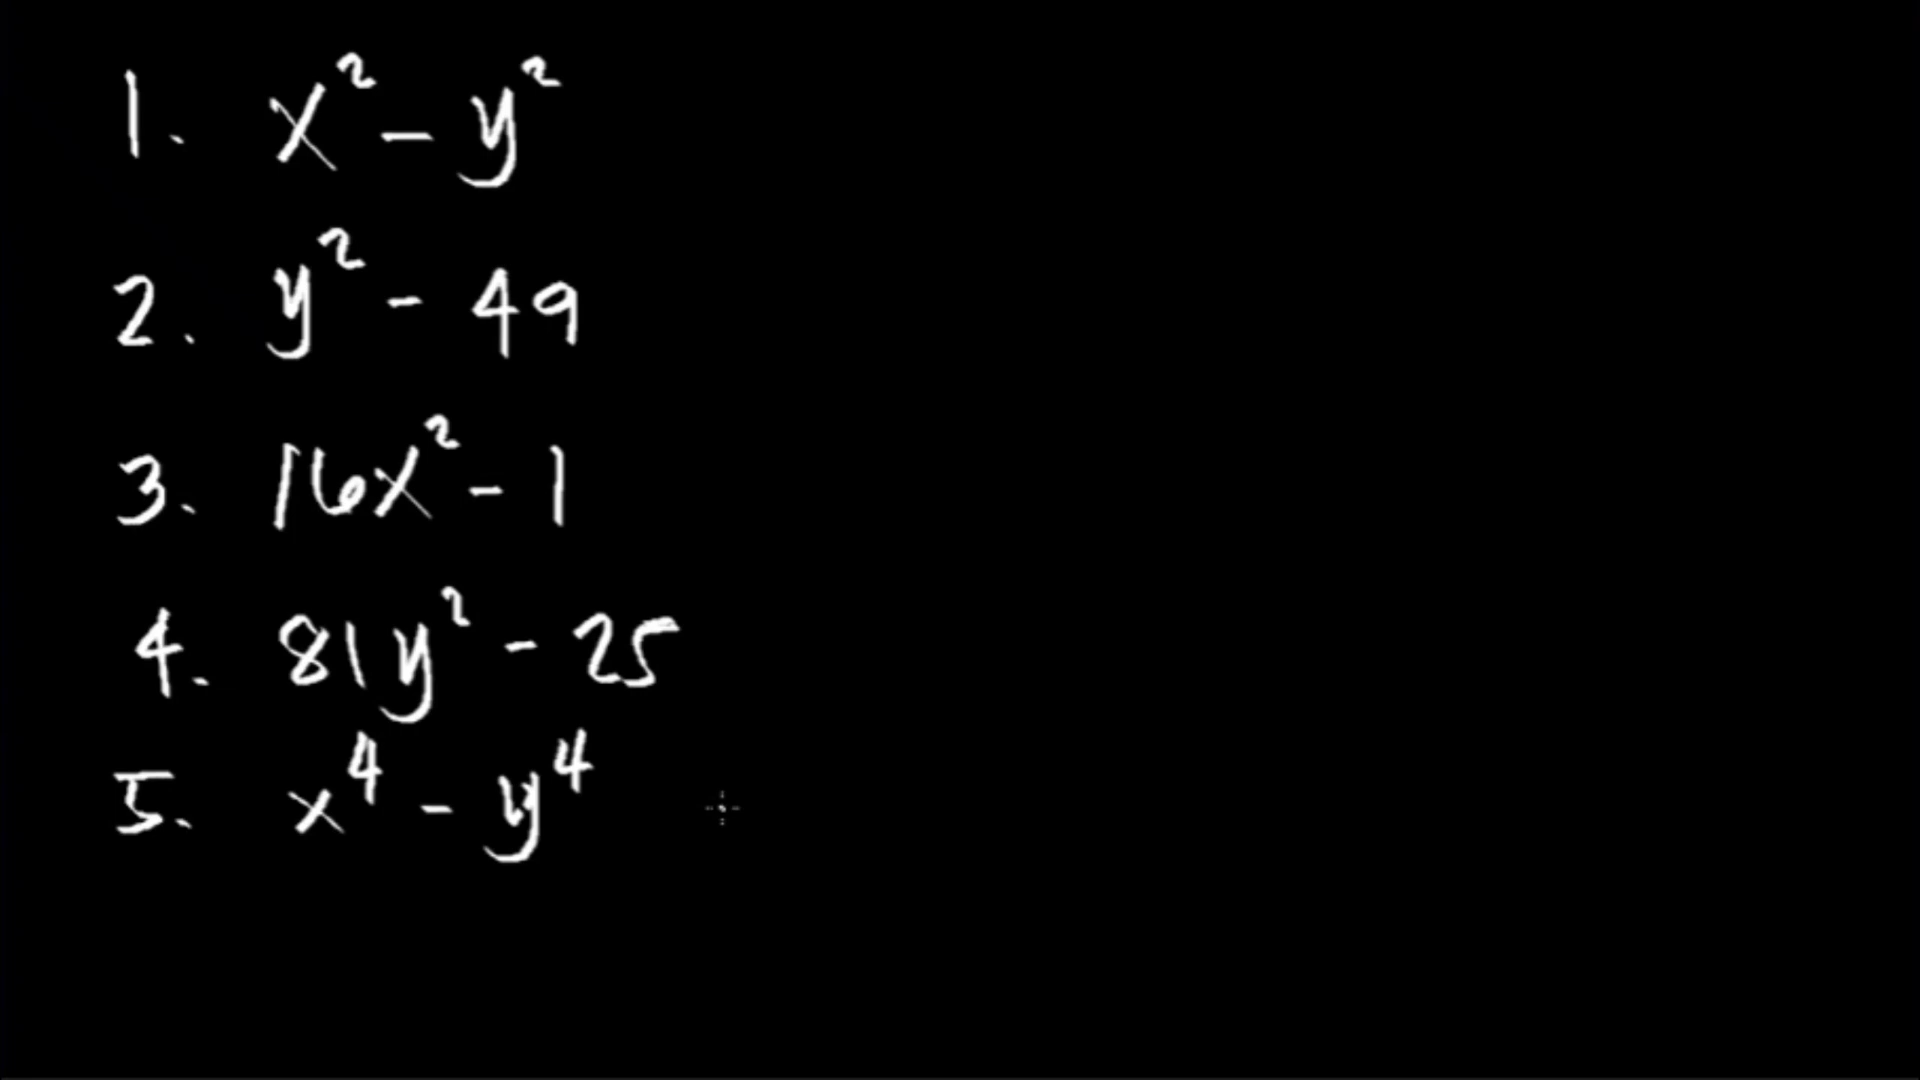 1. x² - y²
2. y² - 49
3. 16x² - 1
4. 81y² - 25
5. x⁴ - y⁴